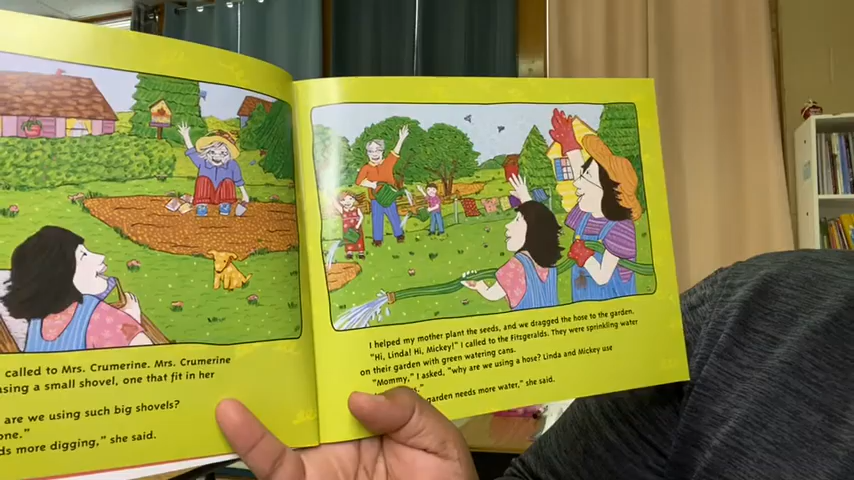 called to Mrs. Crumerine. Mrs. Crumerine
using a small shovel, one that fit in her
are we using such big shovels?
one."
ds more digging," she said.
I helped my mother plant the seeds, and we dragged the hose to the garden.
"Hi, Linda! Hi, Mickey!" I called to the Fitzgeralds. They were sprinkling water
on their garden with green watering cans.
"Mommy," I asked, "why are we using a hose? Linda and Mickey use
garden needs more water," she said.